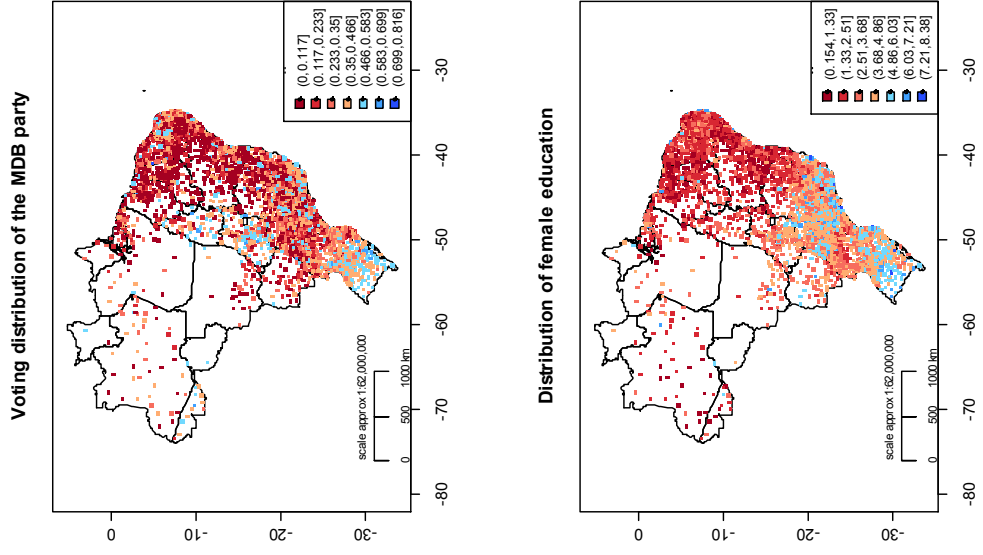 Voting distribution of the MDB party
(0,0.117]
(0.117,0.233]
(0.233,0.35]
(0.35,0.466]
(0.466,0.583]
(0.583,0.699]
(0.699,0.816]
scale approx 1:62,000,000
0 500 1000 km
0
-10
-20
-30
-80 -70 -60 -50 -40 -30
Distribution of female education
(0.154,1.33]
(1.33,2.51]
(2.51,3.68]
(3.68,4.86]
(4.86,6.03]
(6.03,7.21]
(7.21,8.38]
scale approx 1:62,000,000
0 500 1000 km
0
-10
-20
-30
-80 -70 -60 -50 -40 -30